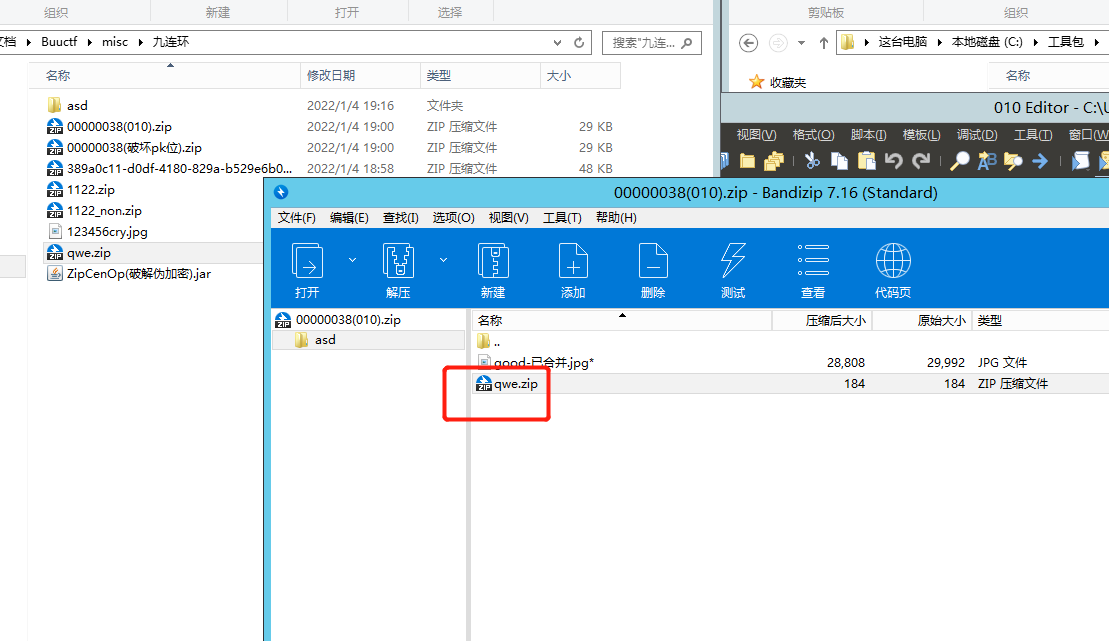 组织 新建 打开 选择
文档 Buuctf misc 九连环
搜索"九连...
名称 修改日期 类型 大小
asd 2022/1/4 19:16 文件夹
00000038(010).zip 2022/1/4 19:00 ZIP 压缩文件 29 KB
00000038(破坏pk位).zip 2022/1/4 19:00 ZIP 压缩文件 29 KB
389a0c11-d0df-4180-829a-b529e6b0... 2022/1/4 18:58 ZIP 压缩文件 48 KB
1122.zip
1122_non.zip
123456cry.jpg
qwe.zip
ZipCenOp(破解伪加密).jar
剪贴板 组织
这台电脑 本地磁盘 (C:) 工具包
收藏夹 名称
010 Editor - C:\U
视图(V) 格式(O) 脚本(I) 模板(L) 调试(D) 工具(T) 窗口(W
00000038(010).zip - Bandizip 7.16 (Standard)
文件(F) 编辑(E) 查找(I) 选项(O) 视图(V) 工具(T) 帮助(H)
打开 解压 新建 添加 删除 测试 查看 代码页
00000038(010).zip
asd
名称 压缩后大小 原始大小 类型
..
good-已合并.jpg* 28,808 29,992 JPG 文件
qwe.zip 184 184 ZIP 压缩文件